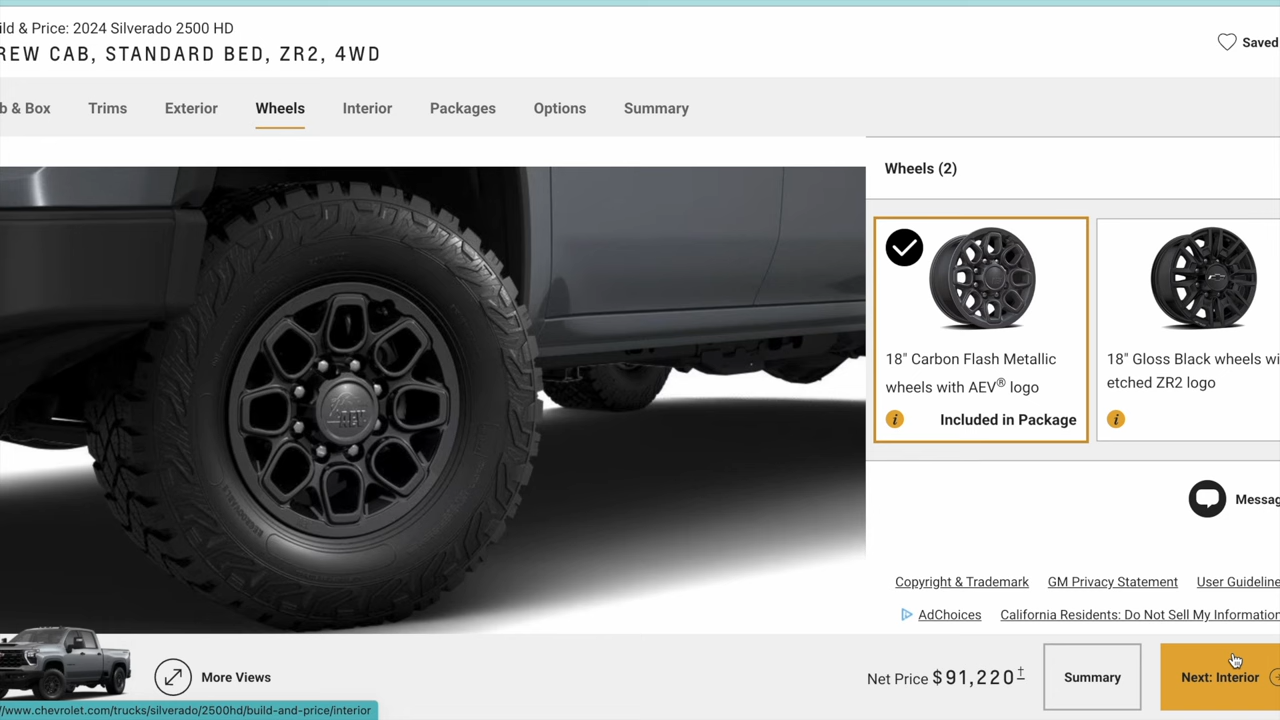 ild & Price: 2024 Silverado 2500 HD
REW CAB, STANDARD BED, ZR2, 4WD
Saved
b & Box Trims Exterior Wheels Interior Packages Options Summary
Wheels (2)
18" Carbon Flash Metallic
wheels with AEV® logo
Included in Package
18" Gloss Black wheels wi
etched ZR2 logo
AEV
Messag
Copyright & Trademark GM Privacy Statement User Guideline
AdChoices California Residents: Do Not Sell My Information
More Views
Net Price $91,220†
Summary
Next: Interior
/www.chevrolet.com/trucks/silverado/2500hd/build-and-price/interior